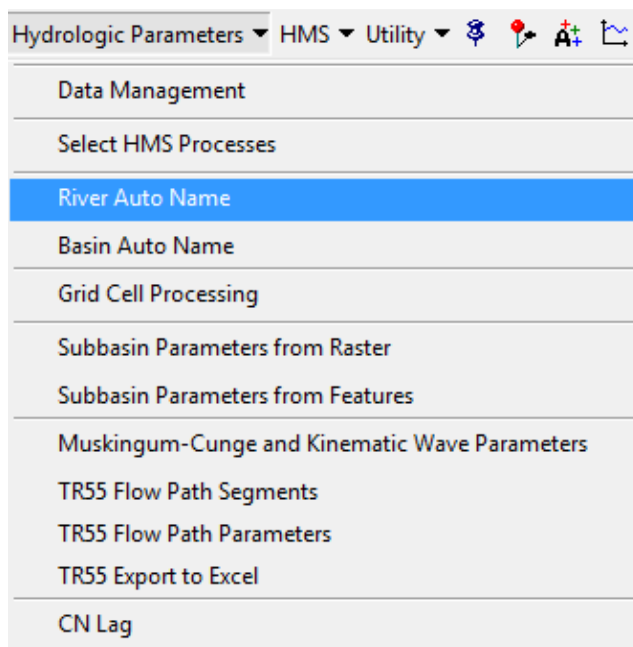 Hydrologic Parameters HMS Utility
Data Management
Select HMS Processes
River Auto Name
Basin Auto Name
Grid Cell Processing
Subbasin Parameters from Raster
Subbasin Parameters from Features
Muskingum-Cunge and Kinematic Wave Parameters
TR55 Flow Path Segments
TR55 Flow Path Parameters
TR55 Export to Excel
CN Lag